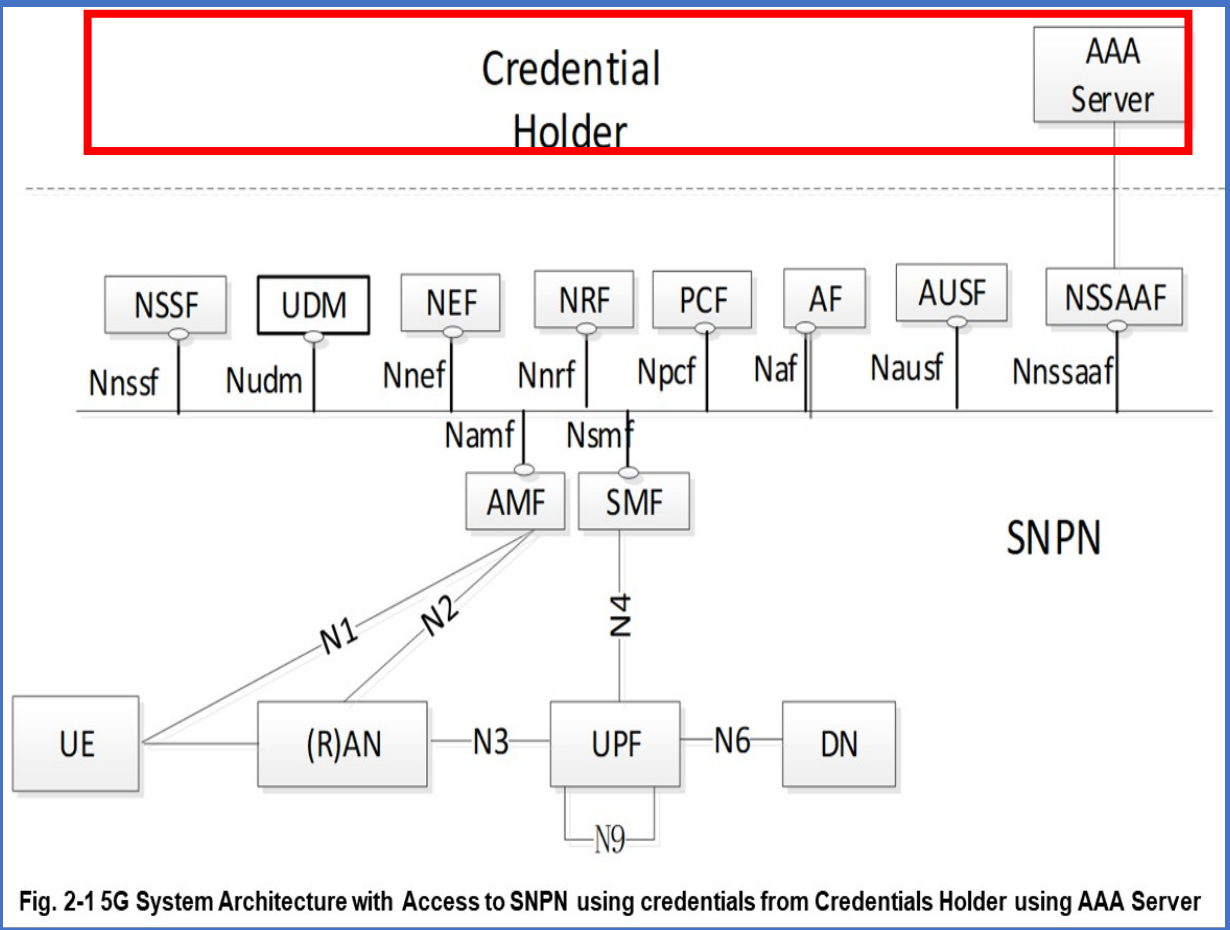 Credential
Holder
AAA
Server
NSSF
UDM
NEF
NRF
PCF
AF
AUSF
NSSAAF
Nnssf
Nudm
Nnef
Nnrf
Npcf
Naf
Nausf
Nnssaaf
Namf
Nsmf
AMF
SMF
SNPN
N1
N2
N4
UE
(R)AN
N3
UPF
N6
DN
N9
Fig. 2-1 5G System Architecture with Access to SNPN using credentials from Credentials Holder using AAA Server